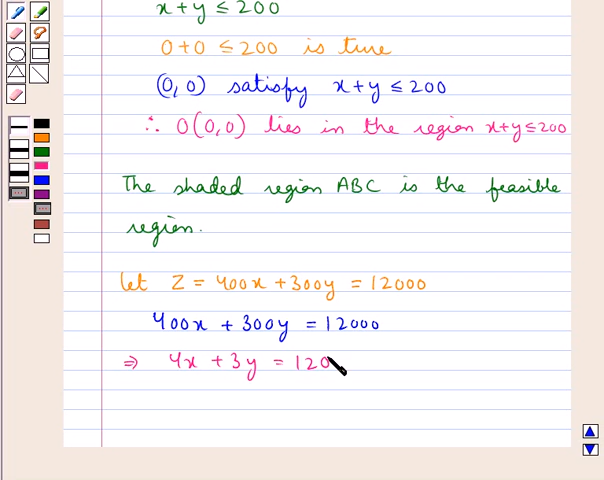 x + y ≤ 200
0 + 0 ≤ 200 is true
(0, 0) satisfy x + y ≤ 200
∴ O(0, 0) lies in the region x+y ≤ 200
The shaded region ABC is the feasible
region.
let Z = 400x + 300y = 12000
400x + 300y = 12000
⇒ 4x + 3y = 120